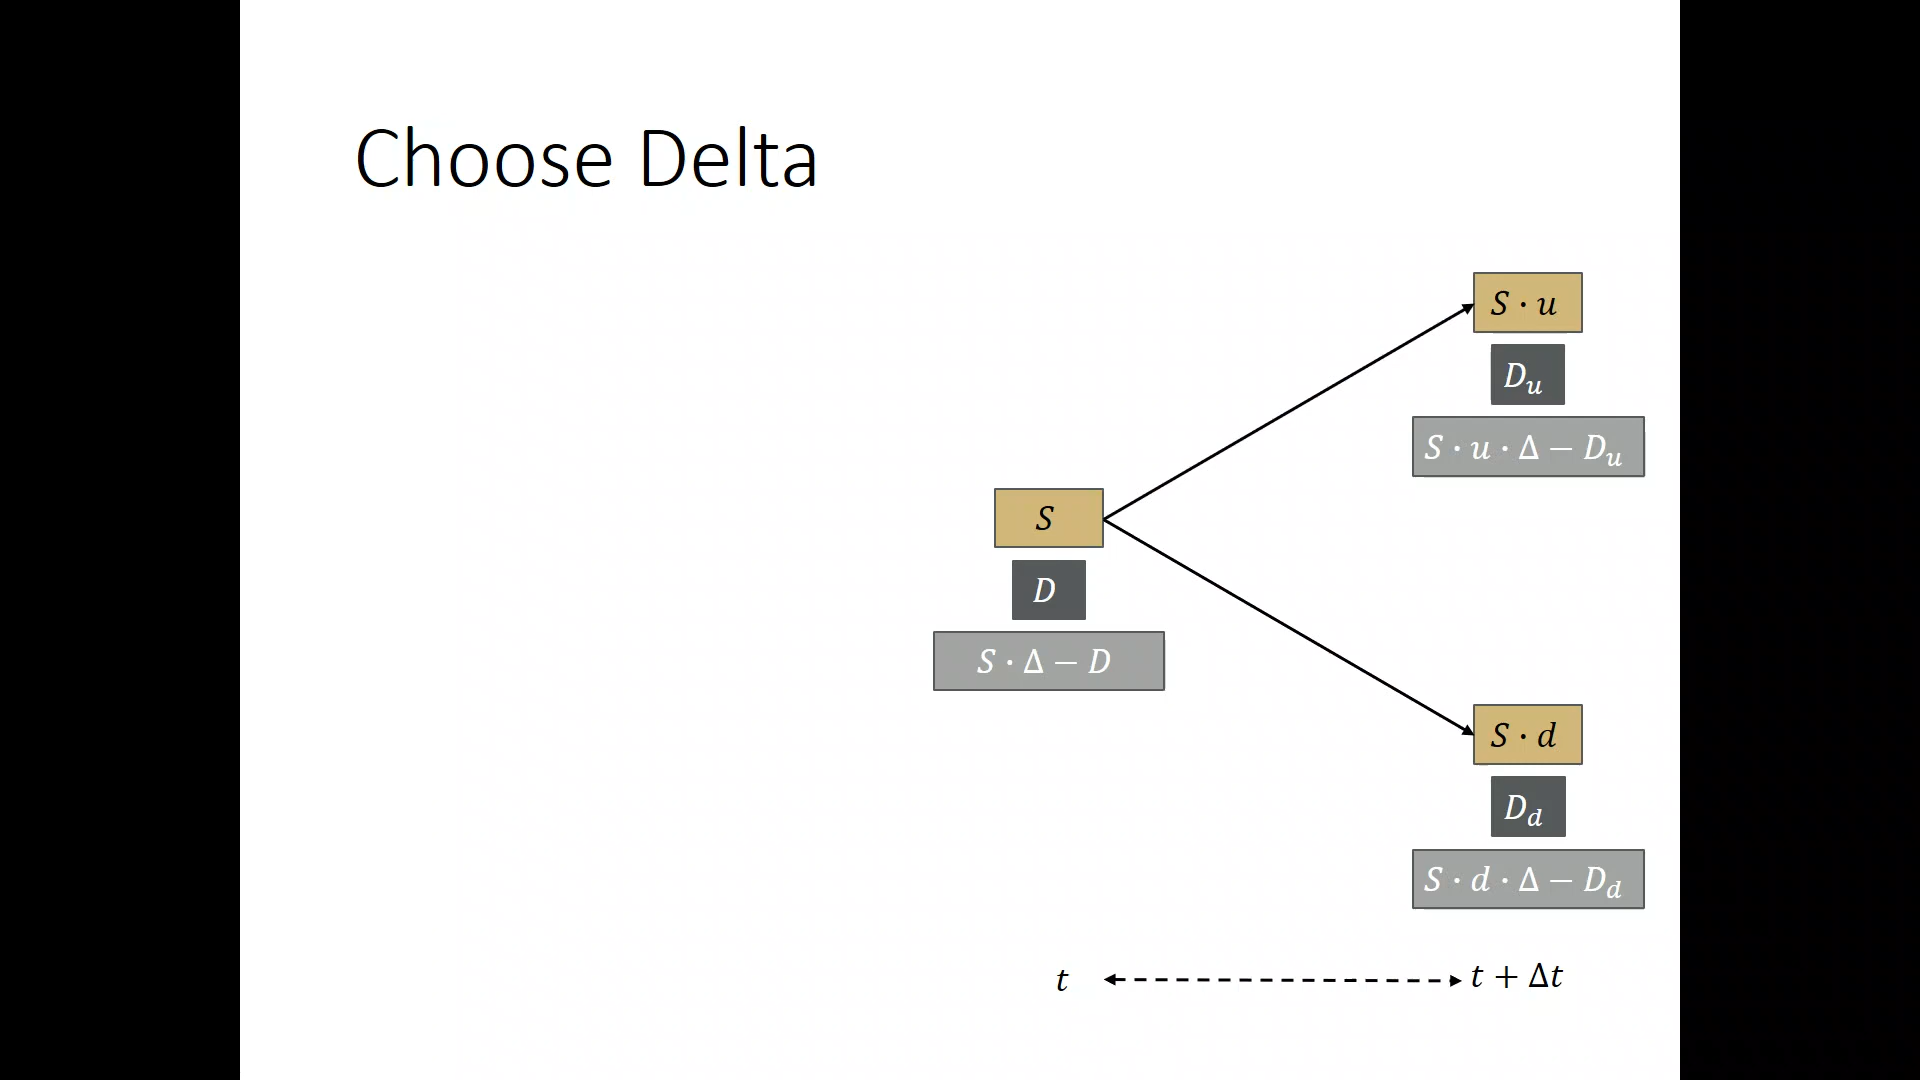 Choose Delta
S · u
D_u
S · u · Δ − D_u
S
D
S · Δ − D
S · d
D_d
S · d · Δ − D_d
t
t + Δt